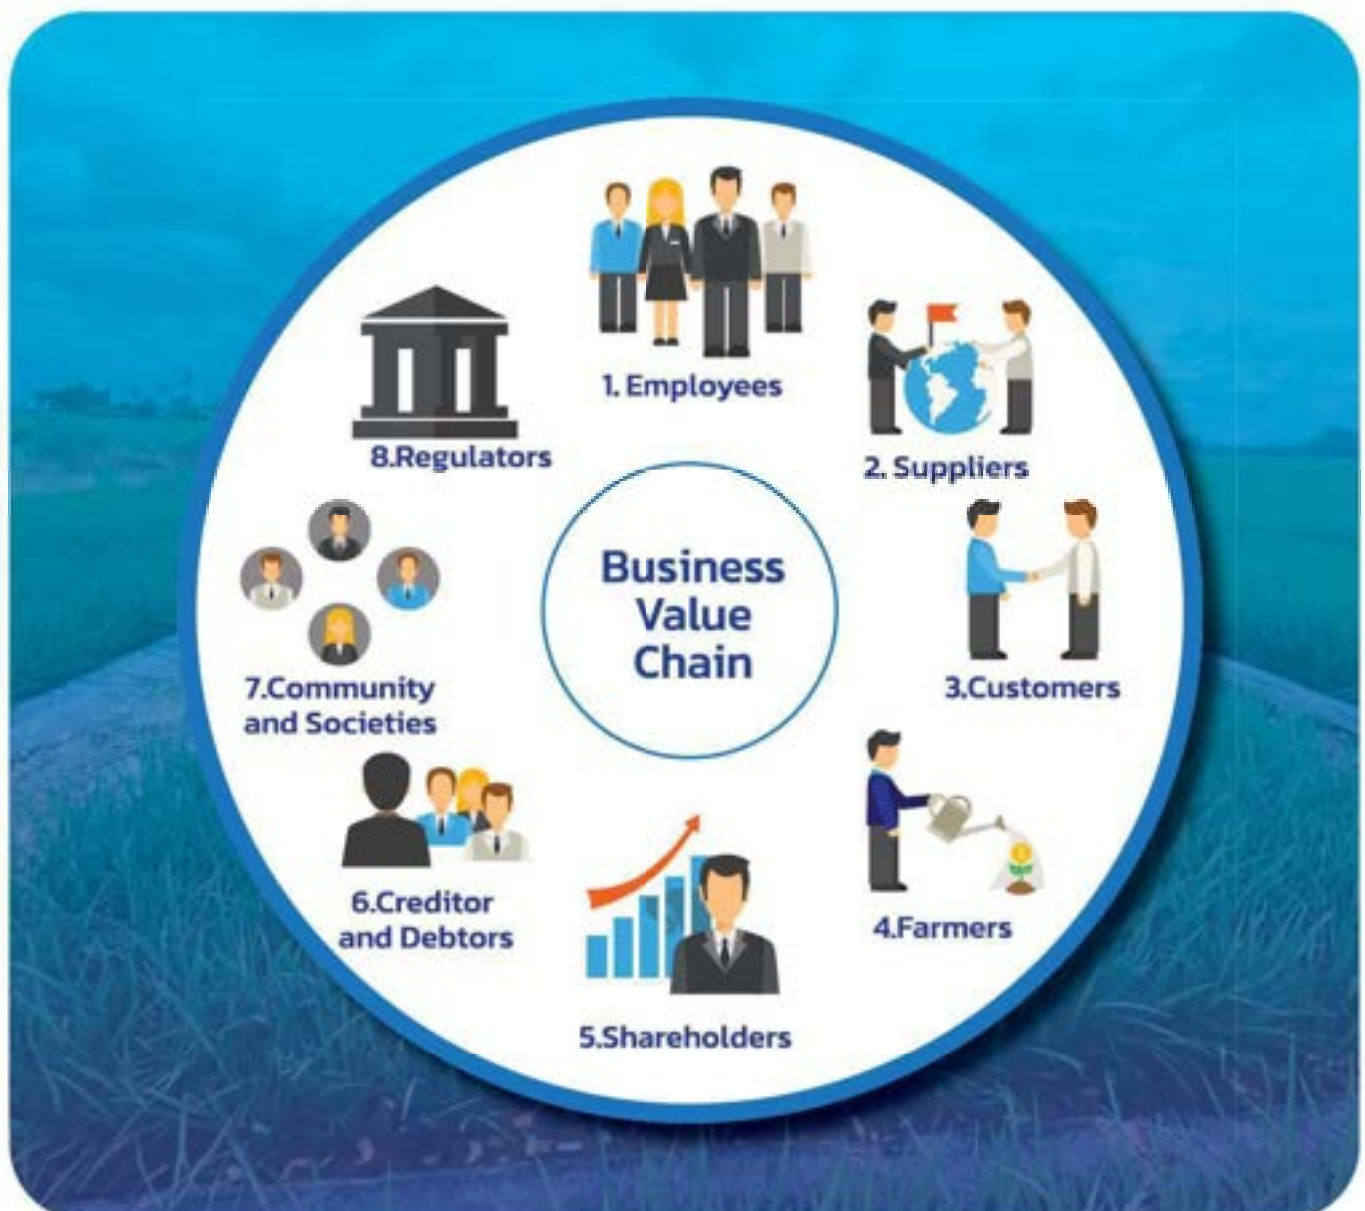 Business
Value
Chain
1. Employees
2. Suppliers
3.Customers
4.Farmers
5.Shareholders
6.Creditor
and Debtors
7.Community
and Societies
8.Regulators